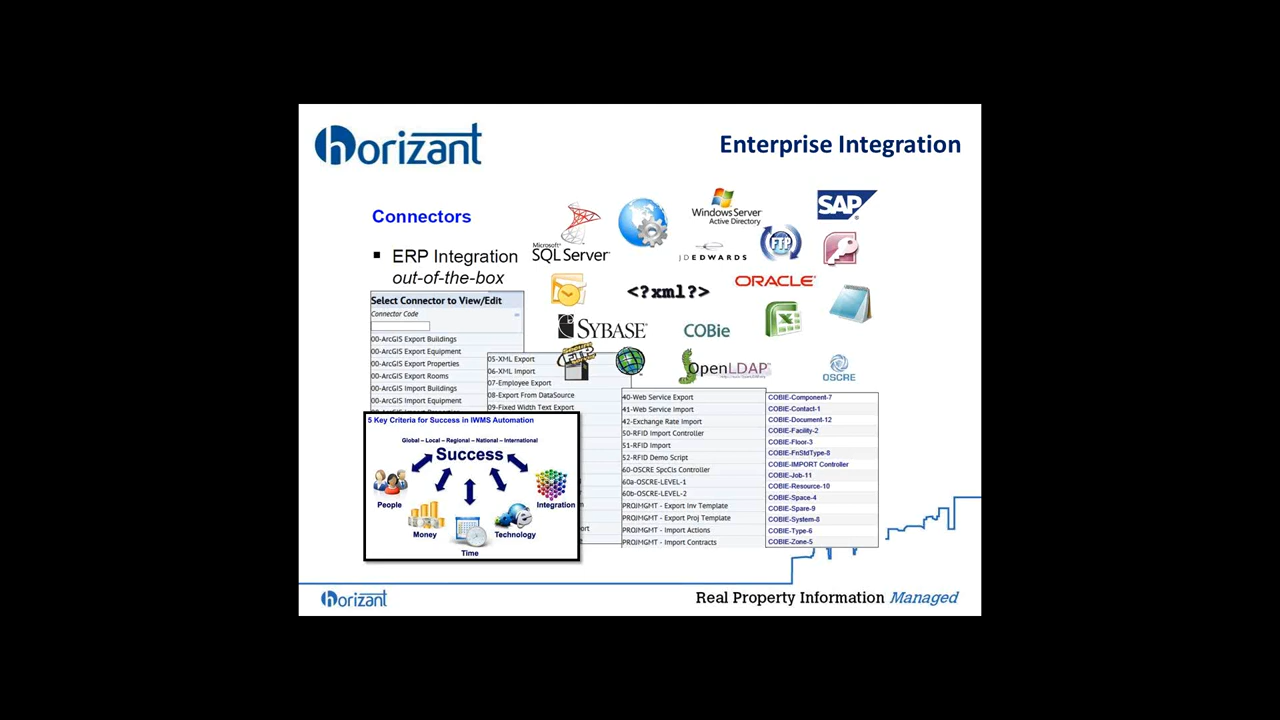 horizant
Enterprise Integration
Connectors
▪ ERP Integration
out-of-the-box
Microsoft®
SQL Server
Windows Server
Active Directory
SAP
JDEDWARDS
FTP
<?xml?>
ORACLE
SYBASE
COBie
FTP
OpenLDAP
OSCRE
Select Connector to View/Edit
Connector Code
00-ArcGIS Export Buildings
00-ArcGIS Export Equipment
00-ArcGIS Export Properties
00-ArcGIS Export Rooms
00-ArcGIS Import Buildings
00-ArcGIS Import Equipment
05-XML Export
06-XML Import
07-Employee Export
08-Export From DataSource
09-Fixed Width Text Export
40-Web Service Export
41-Web Service Import
42-Exchange Rate Import
50-RFID Import Controller
51-RFID Import
52-RFID Demo Script
60-OSCRE SpcCls Controller
60a-OSCRE-LEVEL-1
60b-OSCRE-LEVEL-2
PROJMGMT - Export Inv Template
PROJMGMT - Export Proj Template
PROJMGMT - Import Actions
PROJMGMT - Import Contracts
COBIE-Component-7
COBIE-Contact-1
COBIE-Document-12
COBIE-Facility-2
COBIE-Floor-3
COBIE-FnStdType-8
COBIE-IMPORT Controller
COBIE-Job-11
COBIE-Resource-10
COBIE-Space-4
COBIE-Spare-9
COBIE-System-8
COBIE-Type-6
COBIE-Zone-5
5 Key Criteria for Success in IWMS Automation
Global – Local – Regional – National – International
Success
People
Integration
Money
Technology
Time
horizant
Real Property Information Managed